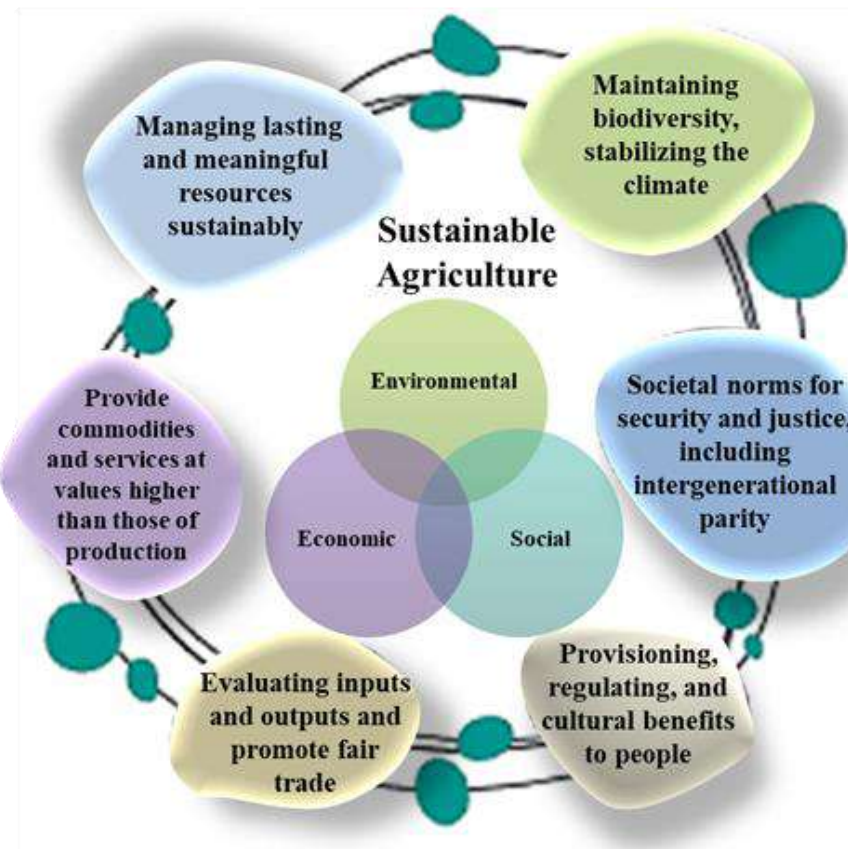 Managing lasting
and meaningful
resources
sustainably
Maintaining
biodiversity,
stabilizing the
climate
Sustainable
Agriculture
Environmental
Economic
Social
Provide
commodities
and services at
values higher
than those of
production
Societal norms for
security and justice,
including
intergenerational
parity
Evaluating inputs
and outputs and
promote fair
trade
Provisioning,
regulating, and
cultural benefits
to people